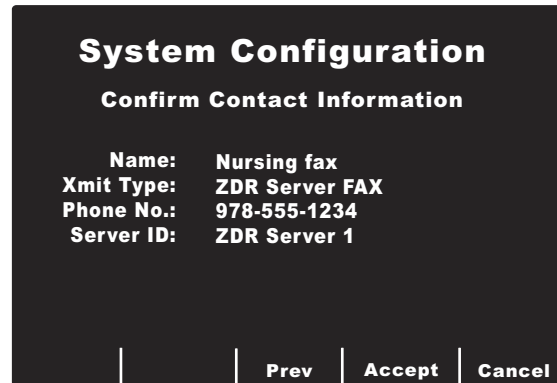 System Configuration
Confirm Contact Information
Name: Nursing fax
Xmit Type: ZDR Server FAX
Phone No.: 978-555-1234
Server ID: ZDR Server 1
Prev Accept Cancel